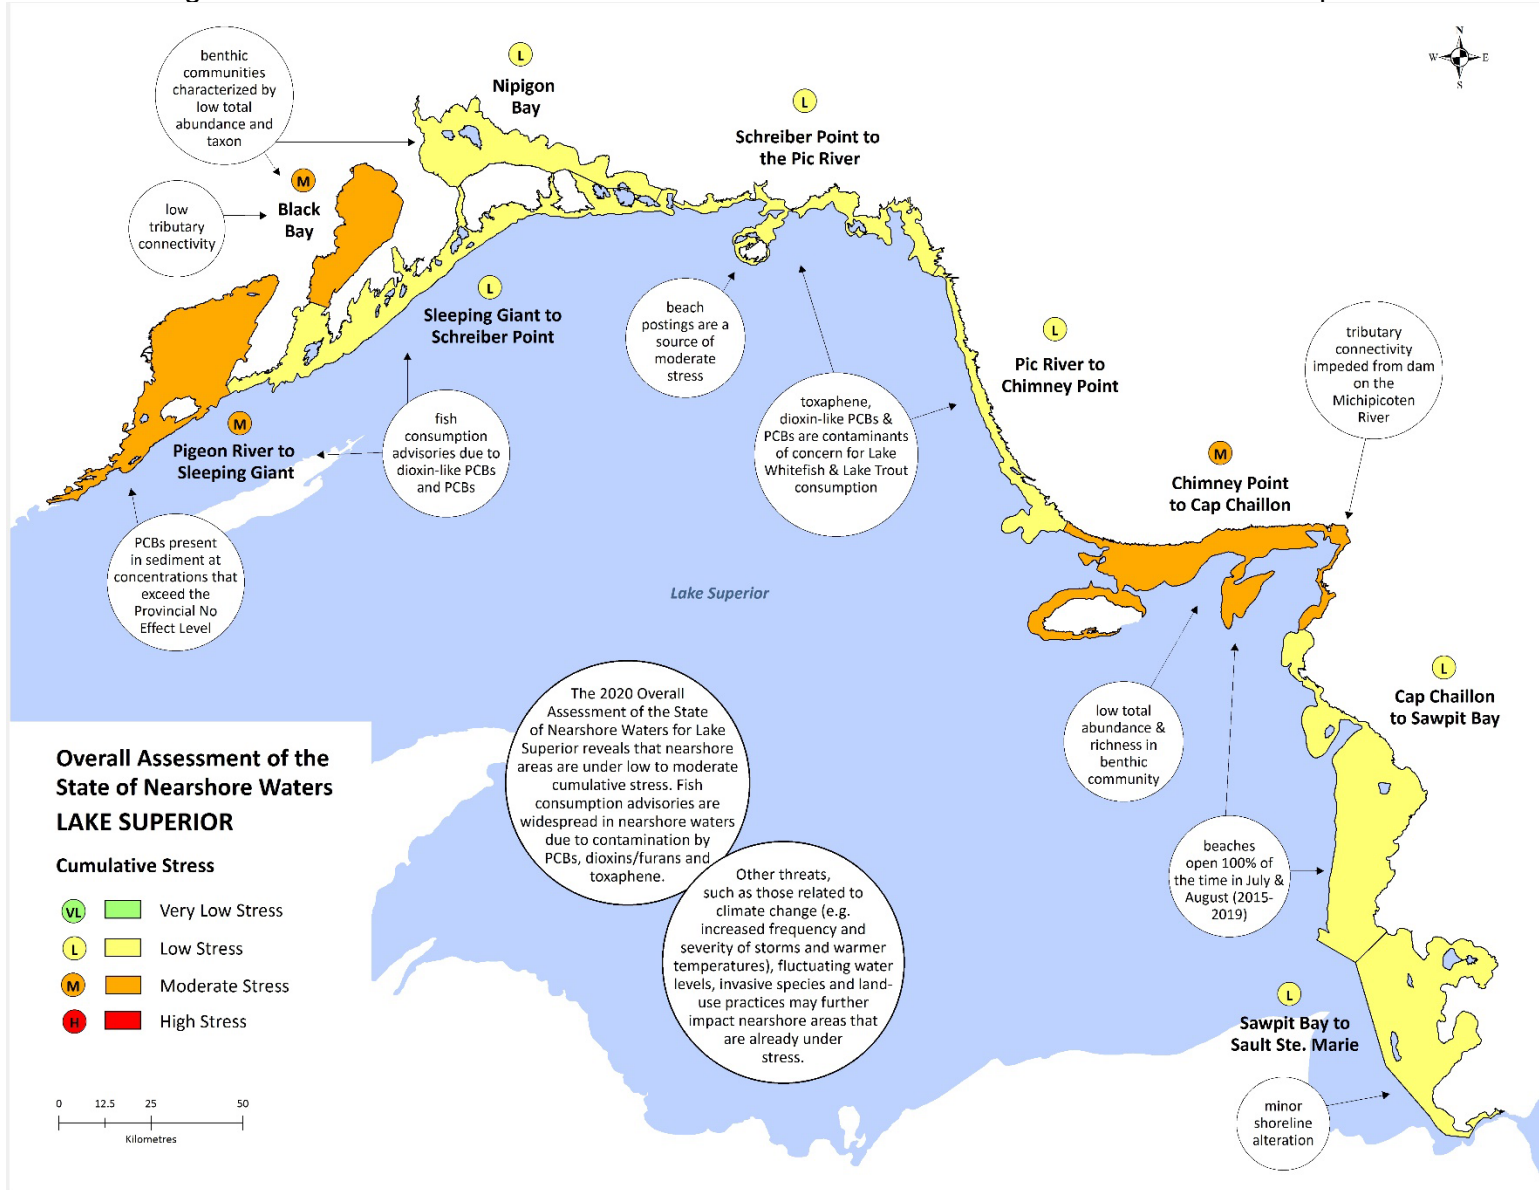 N
W
E
S
benthic
communities
characterized by
low total
abundance and
taxon
L
Nipigon
Bay
L
Schreiber Point to
the Pic River
M
Black
Bay
low
tributary
connectivity
L
Sleeping Giant to
Schreiber Point
beach
postings are a
source of
moderate
stress
L
Pic River to
Chimney Point
tributary
connectivity
impeded from dam
on the
Michipicoten
River
M
Pigeon River to
Sleeping Giant
fish
consumption
advisories due to
dioxin-like PCBs
and PCBs
toxaphene,
dioxin-like PCBs &
PCBs are contaminants
of concern for Lake
Whitefish & Lake Trout
consumption
M
Chimney Point
to Cap Chaillon
PCBs present
in sediment at
concentrations that
exceed the
Provincial No
Effect Level
Lake Superior
L
Cap Chaillon
to Sawpit Bay
low total
abundance &
richness in
benthic
community
The 2020 Overall
Assessment of the State
of Nearshore Waters for Lake
Superior reveals that nearshore
areas are under low to moderate
cumulative stress. Fish
consumption advisories are
widespread in nearshore waters
due to contamination by
PCBs, dioxins/furans and
toxaphene.
beaches
open 100% of
the time in July &
August (2015-
2019)
Other threats,
such as those related to
climate change (e.g.
increased frequency and
severity of storms and warmer
temperatures), fluctuating water
levels, invasive species and land-
use practices may further
impact nearshore areas that
are already under
stress.
L
Sawpit Bay to
Sault Ste. Marie
minor
shoreline
alteration
Overall Assessment of the
State of Nearshore Waters
LAKE SUPERIOR
Cumulative Stress
VL Very Low Stress
L Low Stress
M Moderate Stress
H High Stress
0 12.5 25 50
Kilometres